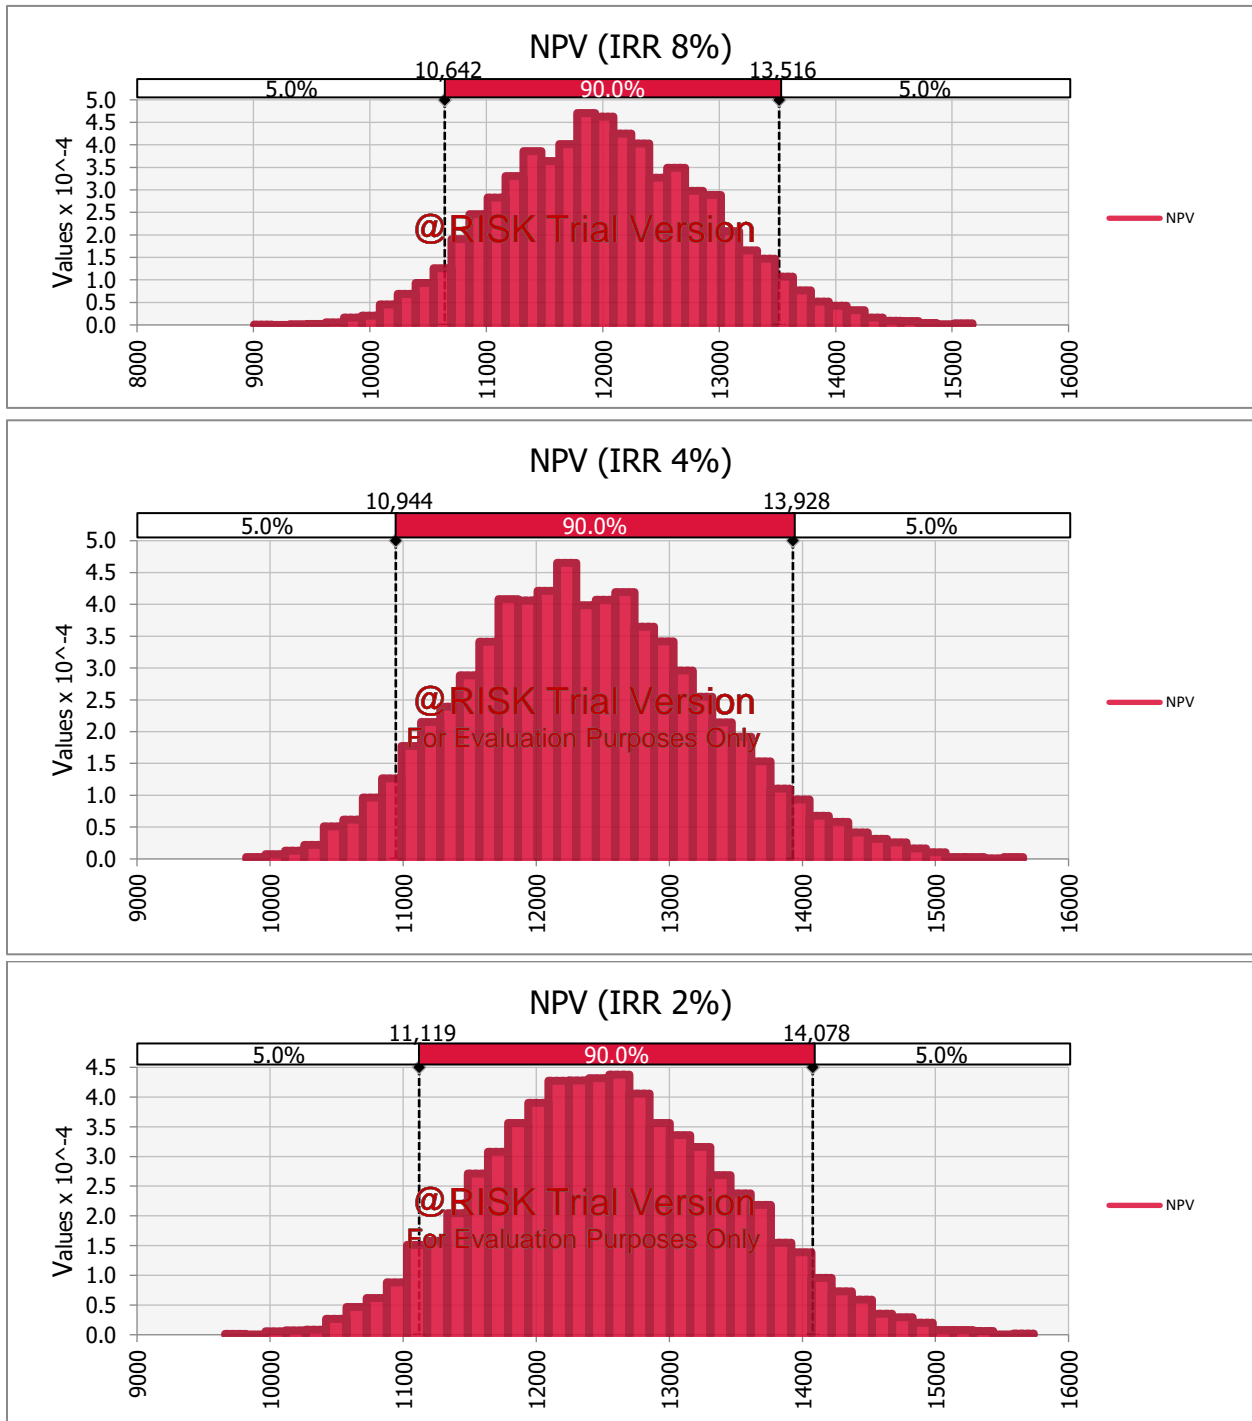 NPV (IRR 8%)
10,642 13,516
5.0% 90.0% 5.0%
5.0
4.5
4.0
3.5
3.0
2.5
2.0
1.5
1.0
0.5
0.0
Values x 10^-4
@RISK Trial Version
NPV
8000 9000 10000 11000 12000 13000 14000 15000 16000
NPV (IRR 4%)
10,944 13,928
5.0% 90.0% 5.0%
5.0
4.5
4.0
3.5
3.0
2.5
2.0
1.5
1.0
0.5
0.0
Values x 10^-4
@RISK Trial Version
For Evaluation Purposes Only
NPV
9000 10000 11000 12000 13000 14000 15000 16000
NPV (IRR 2%)
11,119 14,078
5.0% 90.0% 5.0%
4.5
4.0
3.5
3.0
2.5
2.0
1.5
1.0
0.5
0.0
Values x 10^-4
@RISK Trial Version
For Evaluation Purposes Only
NPV
9000 10000 11000 12000 13000 14000 15000 16000